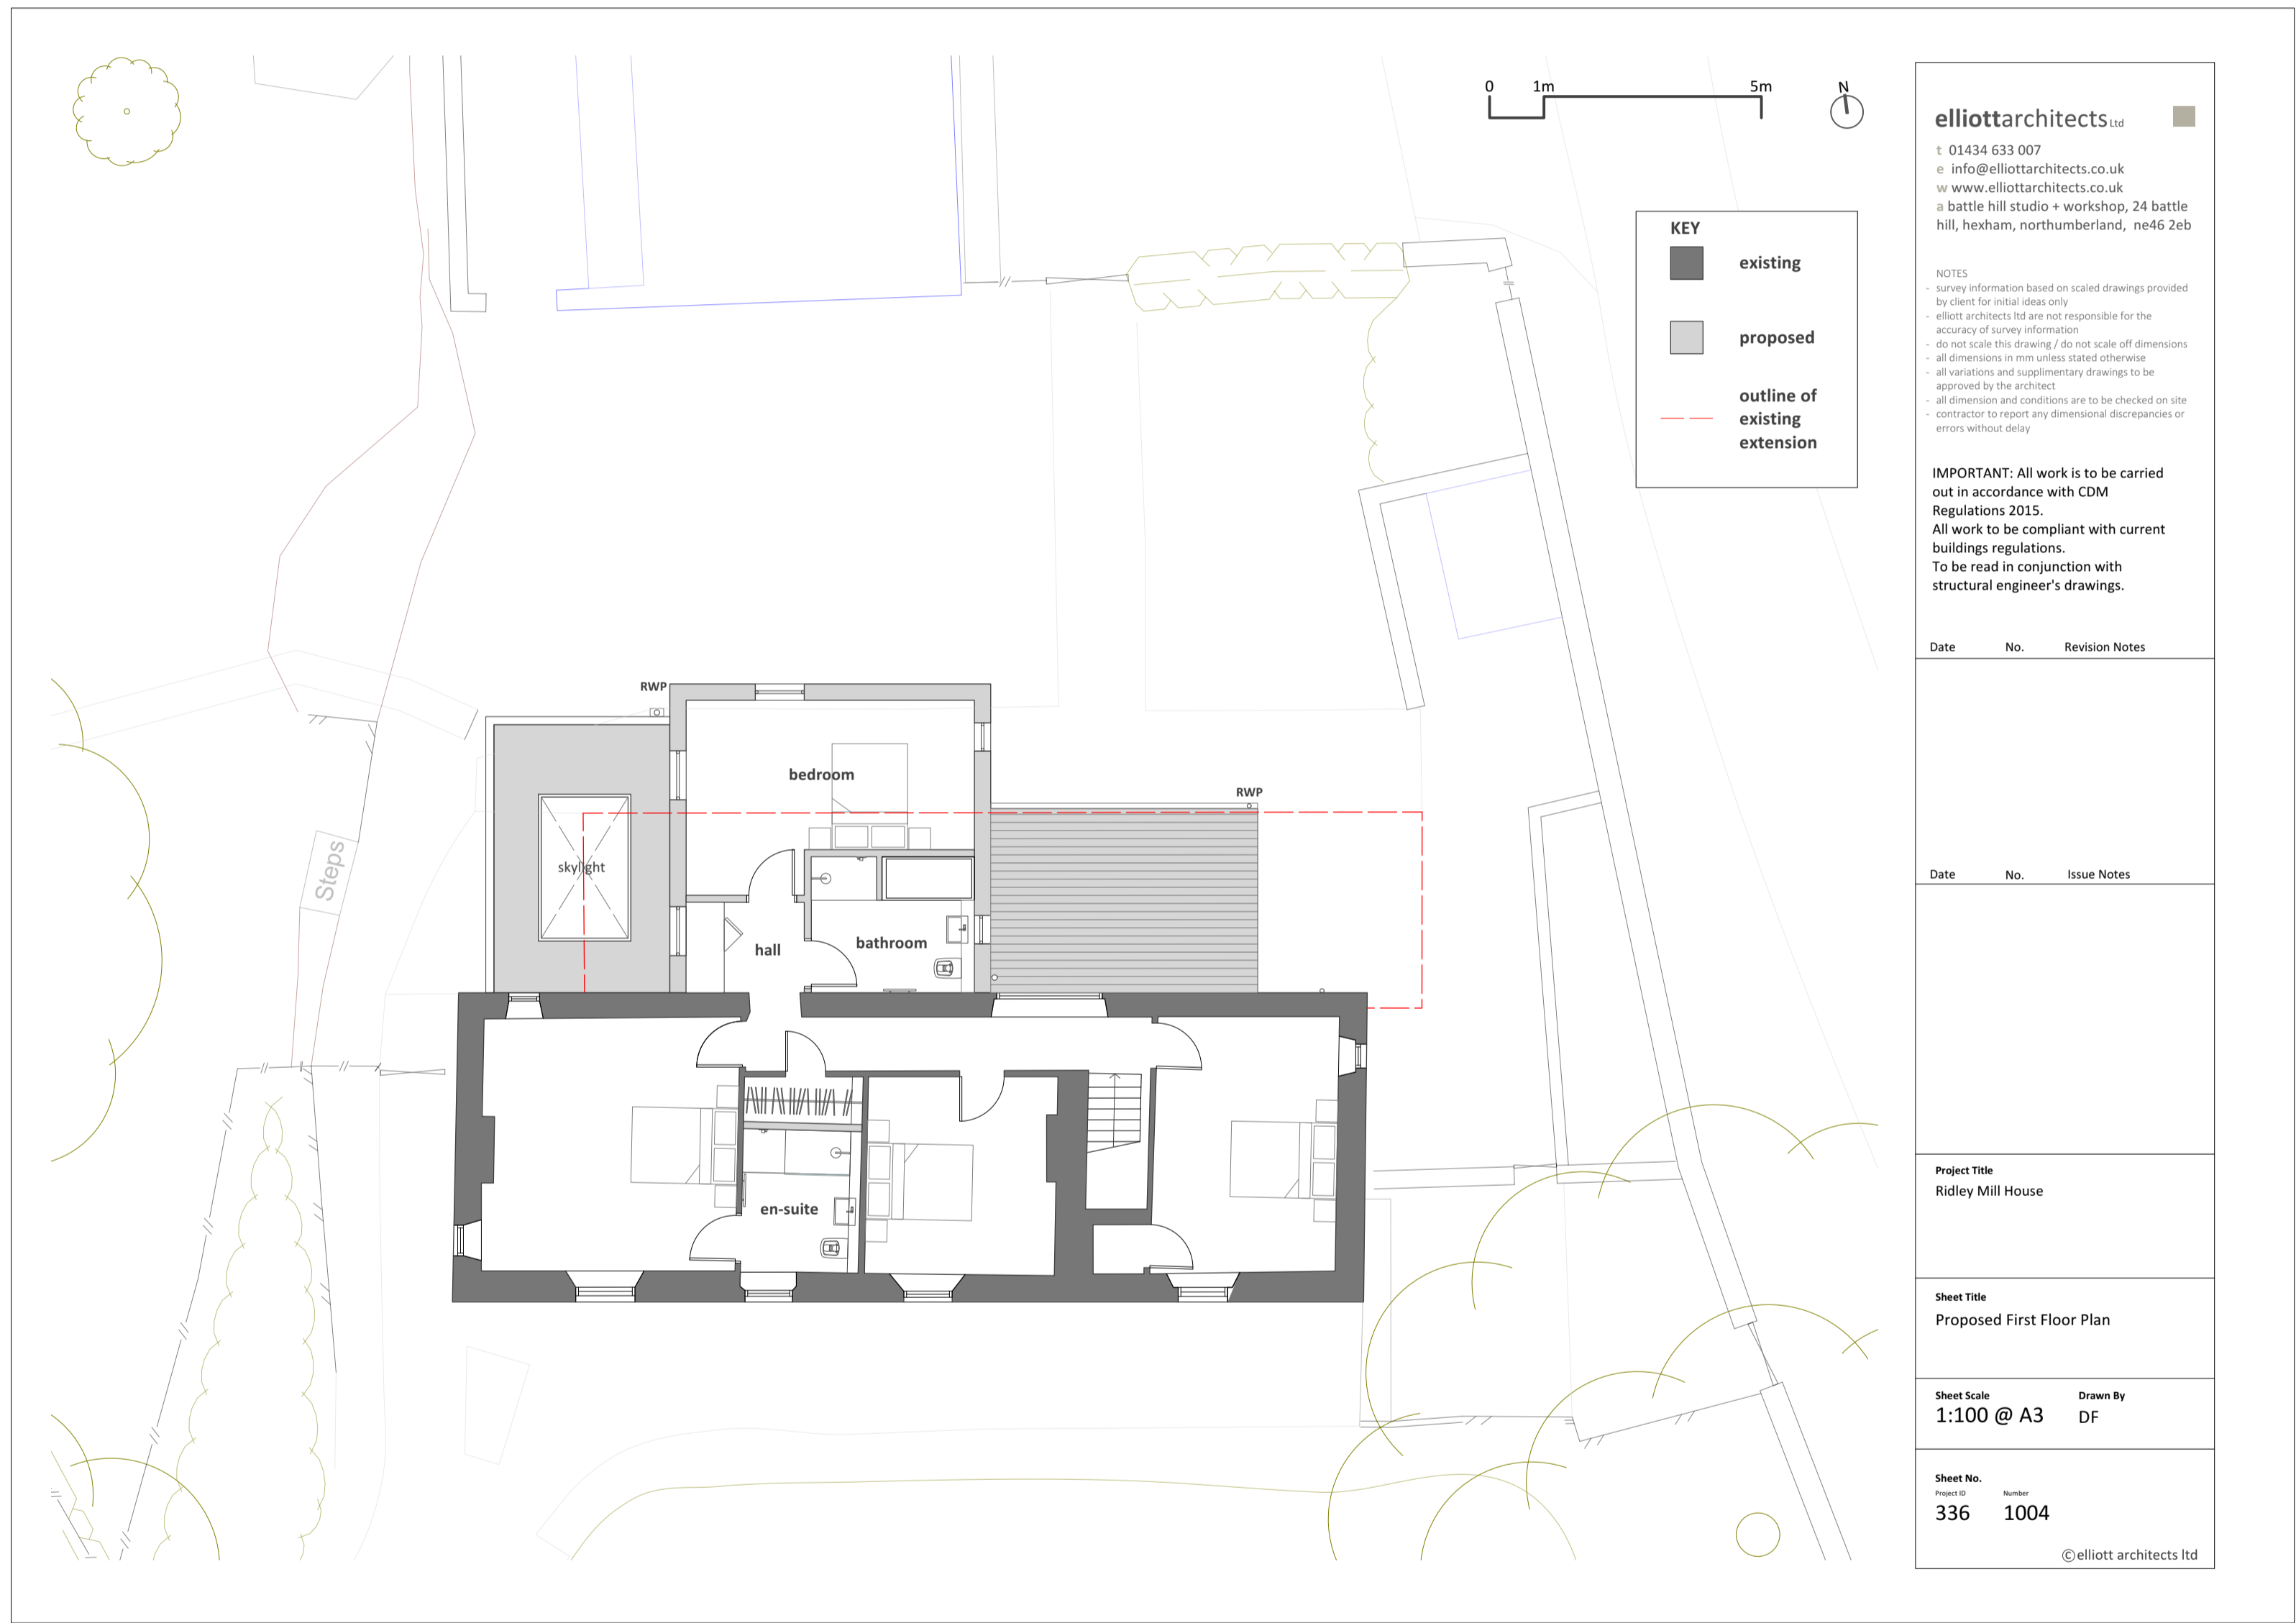 0 1m 5m
N
KEY
existing
proposed
outline of
existing
extension
RWP
bedroom
RWP
skylight
Steps
hall
bathroom
en-suite
elliottarchitects Ltd
t 01434 633 007
e info@elliottarchitects.co.uk
w www.elliottarchitects.co.uk
a battle hill studio + workshop, 24 battle
hill, hexham, northumberland, ne46 2eb
NOTES
- survey information based on scaled drawings provided
by client for initial ideas only
- elliott architects ltd are not responsible for the
accuracy of survey information
- do not scale this drawing / do not scale off dimensions
- all dimensions in mm unless stated otherwise
- all variations and supplimentary drawings to be
approved by the architect
- all dimension and conditions are to be checked on site
- contractor to report any dimensional discrepancies or
errors without delay
IMPORTANT: All work is to be carried
out in accordance with CDM
Regulations 2015.
All work to be compliant with current
buildings regulations.
To be read in conjunction with
structural engineer's drawings.
Date No. Revision Notes
Date No. Issue Notes
Project Title
Ridley Mill House
Sheet Title
Proposed First Floor Plan
Sheet Scale Drawn By
1:100 @ A3 DF
Sheet No.
Project ID Number
336 1004
©elliott architects ltd